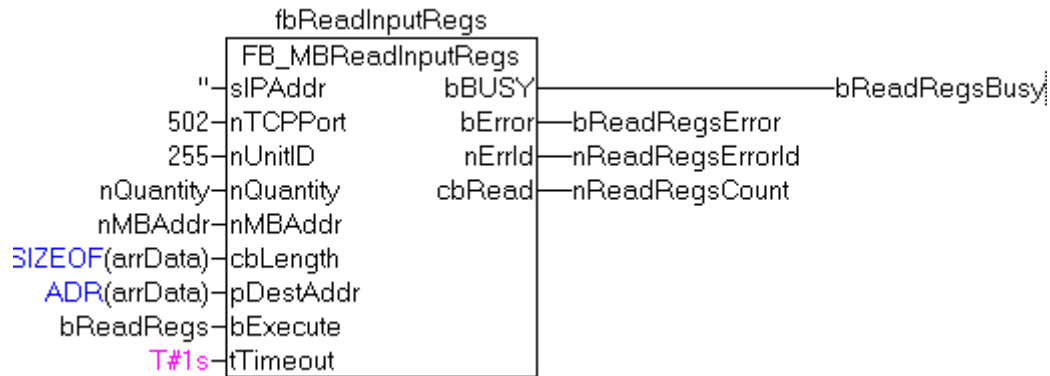 fbReadInputRegs
FB_MBReadInputRegs
''sIPAddr bBUSY bReadRegsBusy
502 nTCPPort bError bReadRegsError
255 nUnitID nErrId nReadRegsErrorId
nQuantity nQuantity cbRead nReadRegsCount
nMBAddr nMBAddr
SIZEOF(arrData) cbLength
ADR(arrData) pDestAddr
bReadRegs bExecute
T#1s tTimeout